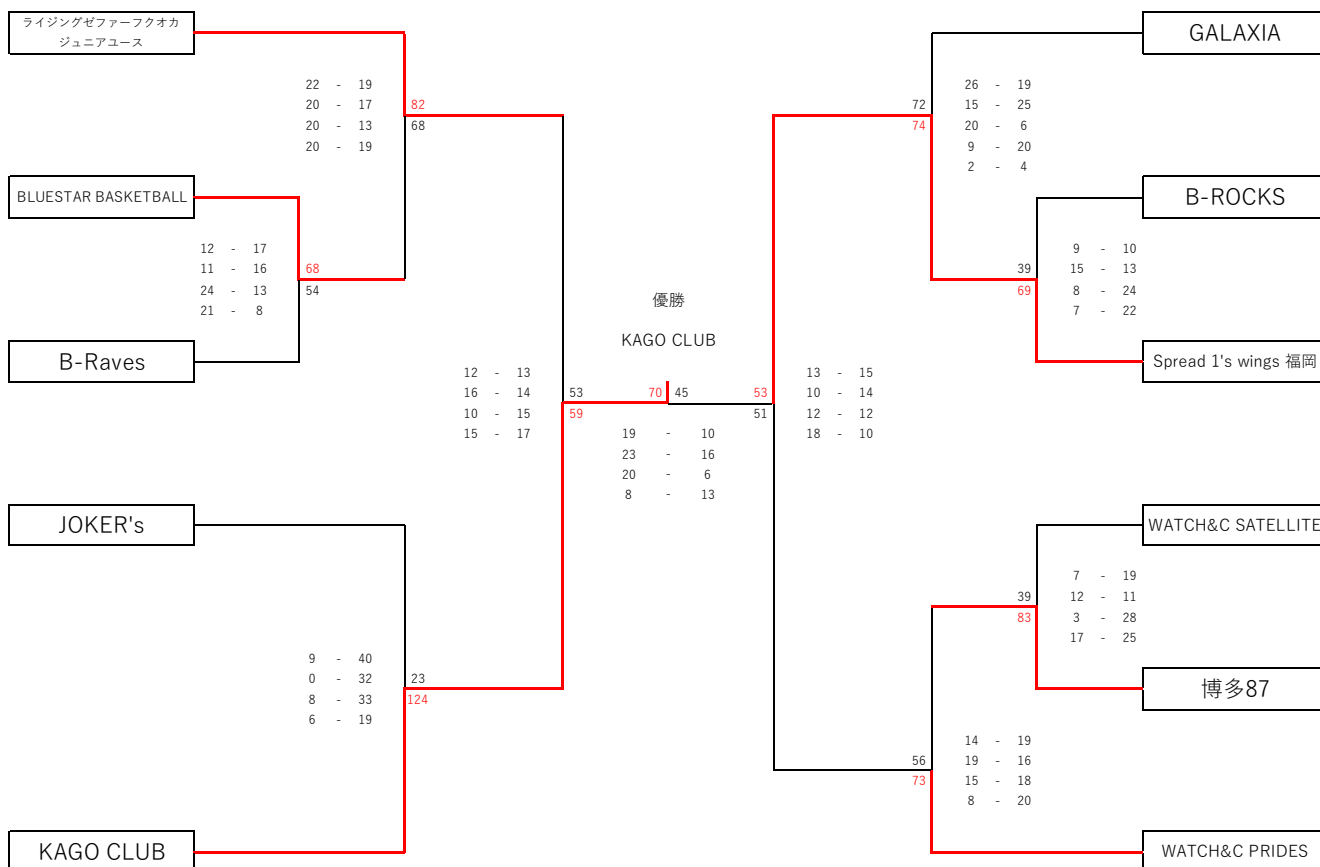 ライジングゼファーフクオカ
ジュニアユース
22 - 19
20 - 17
20 - 13
20 - 19
82
68
BLUESTAR BASKETBALL
12 - 17
11 - 16
24 - 13
21 - 8
68
54
B-Raves
12 - 13
16 - 14
10 - 15
15 - 17
53
59
JOKER's
9 - 40
0 - 32
8 - 33
6 - 19
23
124
KAGO CLUB
優勝
KAGO CLUB
70 45
19 - 10
23 - 16
20 - 6
8 - 13
GALAXIA
72
74
26 - 19
15 - 25
20 - 6
9 - 20
2 - 4
B-ROCKS
39
69
9 - 10
15 - 13
8 - 24
7 - 22
Spread 1's wings 福岡
53
51
13 - 15
10 - 14
12 - 12
18 - 10
WATCH&C SATELLITE
39
83
7 - 19
12 - 11
3 - 28
17 - 25
博多87
56
73
14 - 19
19 - 16
15 - 18
8 - 20
WATCH&C PRIDES